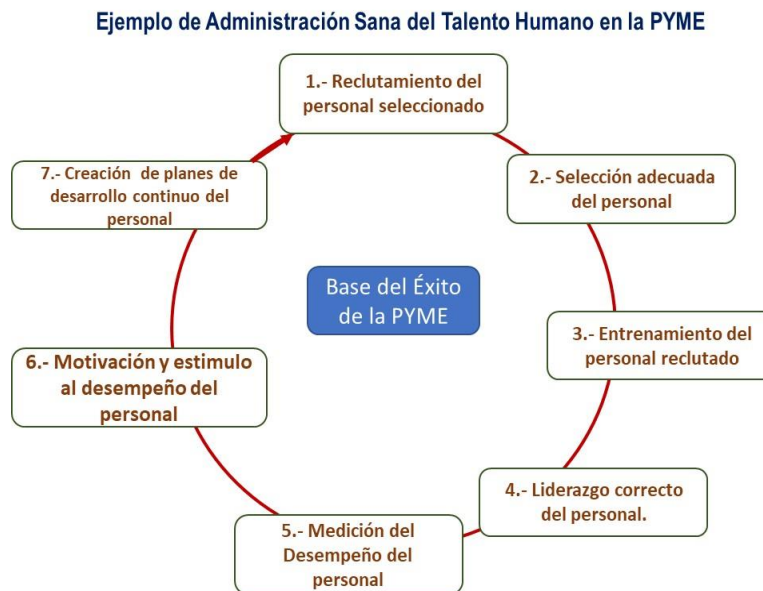 Ejemplo de Administración Sana del Talento Humano en la PYME
1.- Reclutamiento del
personal seleccionado
2.- Selección adecuada
del personal
3.- Entrenamiento del
personal reclutado
4.- Liderazgo correcto
del personal.
5.- Medición del
Desempeño del
personal
6.- Motivación y estimulo
al desempeño del
personal
7.- Creación de planes de
desarrollo continuo del
personal
Base del Éxito
de la PYME